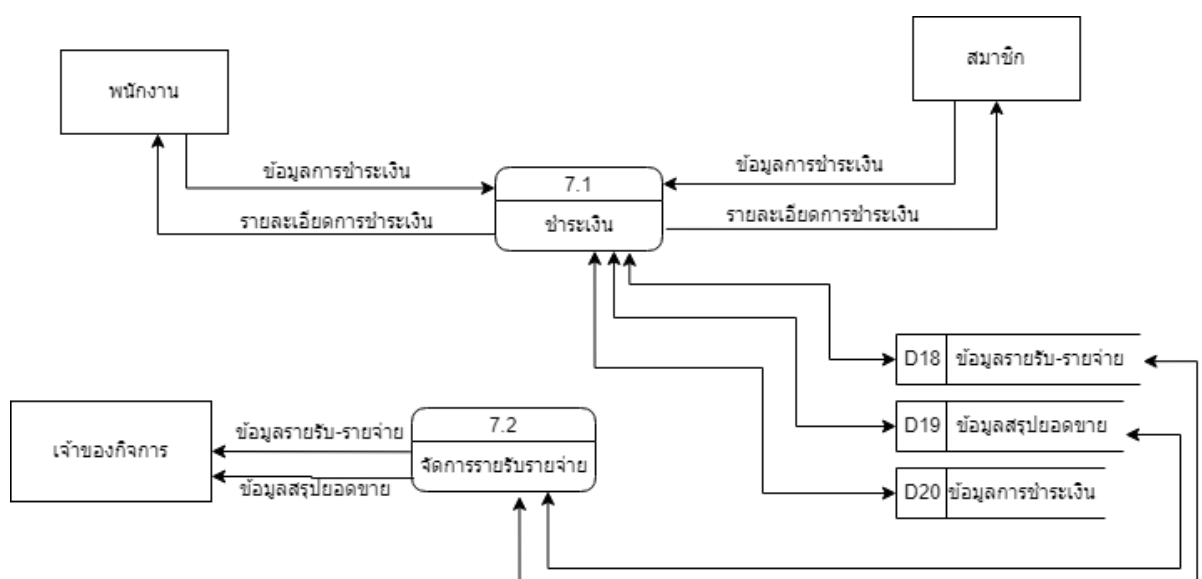 สมาชิก
พนักงาน
ข้อมูลการชำระเงิน
ข้อมูลการชำระเงิน
7.1
รายละเอียดการชำระเงิน
ชำระเงิน
รายละเอียดการชำระเงิน
D18 ข้อมูลรายรับ-รายจ่าย
D19 ข้อมูลสรุปยอดขาย
D20 ข้อมูลการชำระเงิน
เจ้าของกิจการ
ข้อมูลรายรับ-รายจ่าย
7.2
จัดการรายรับรายจ่าย
ข้อมูลสรุปยอดขาย